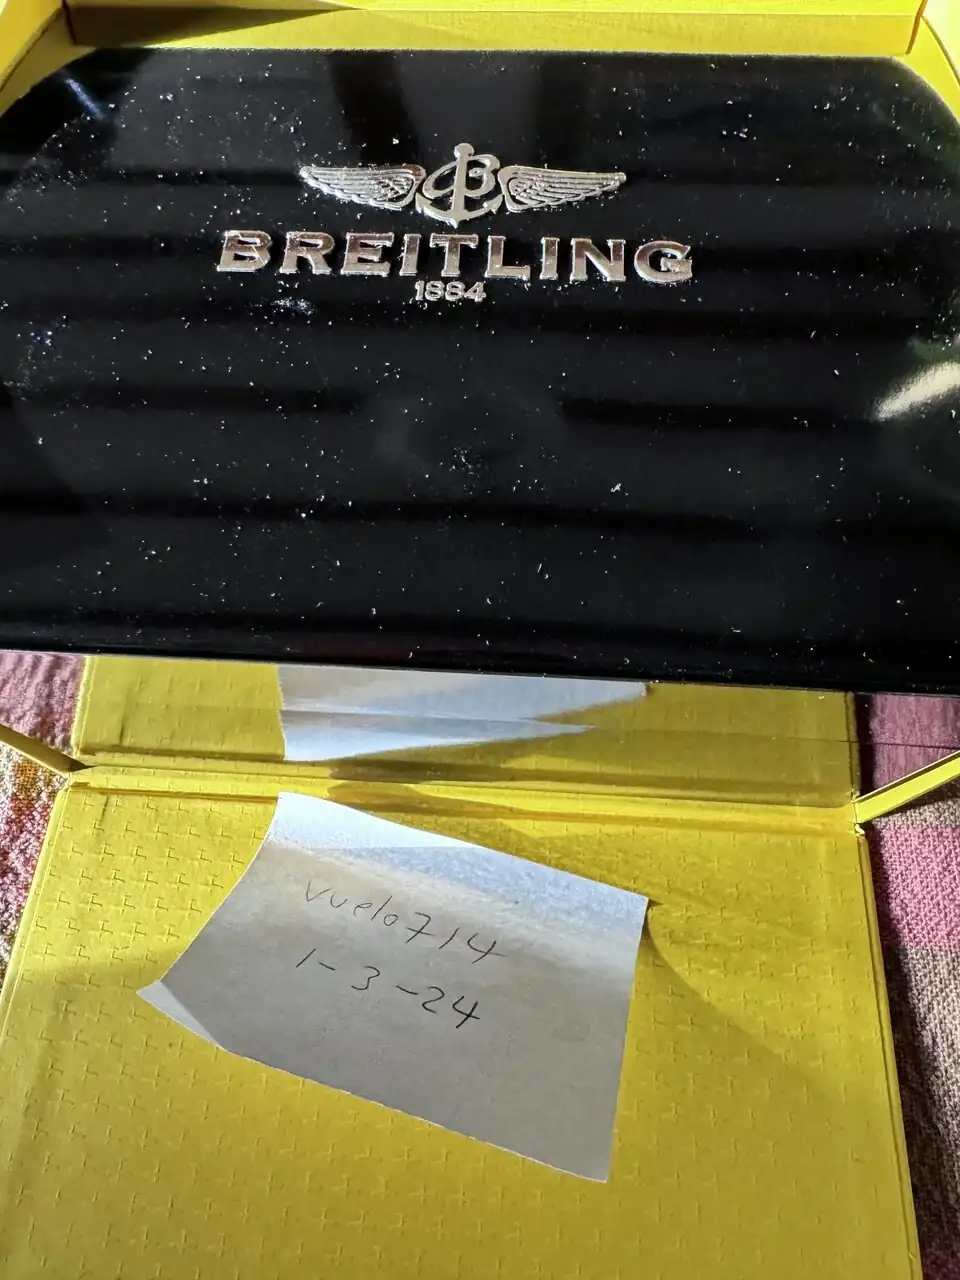 BREITLING
1884
vuelo714
1-3-24